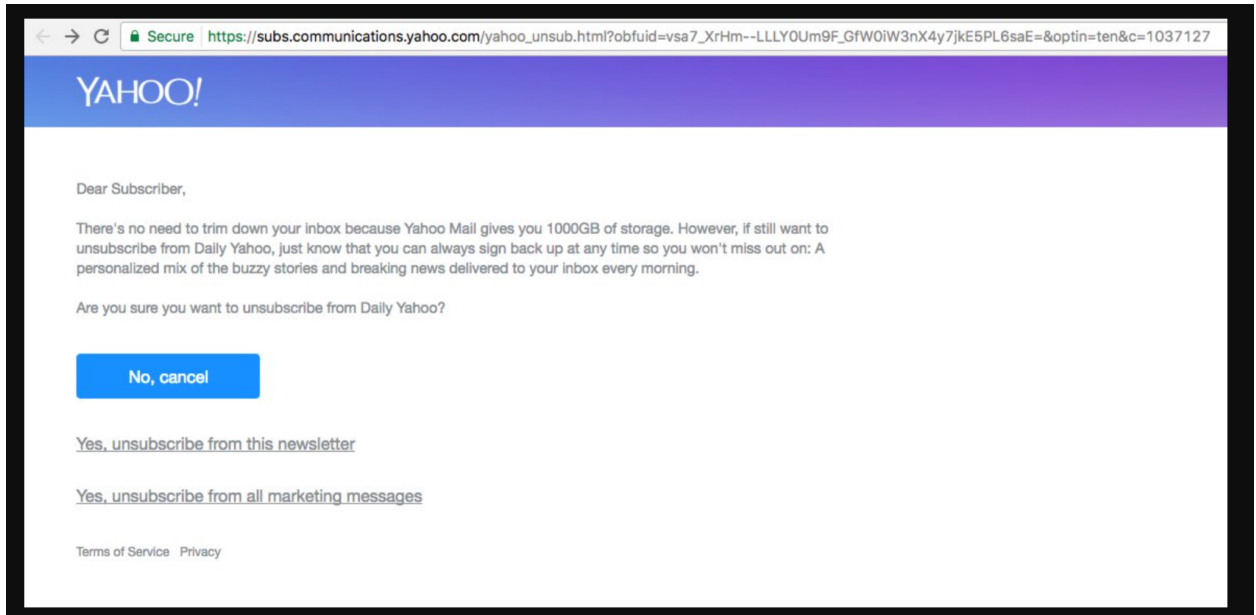 Secure https://subs.communications.yahoo.com/yahoo_unsub.html?obfuid=vsa7_XrHm--LLLY0Um9F_GfW0iW3nX4y7jkE5PL6saE=&optin=ten&c=1037127
YAHOO!
Dear Subscriber,
There's no need to trim down your inbox because Yahoo Mail gives you 1000GB of storage. However, if still want to
unsubscribe from Daily Yahoo, just know that you can always sign back up at any time so you won't miss out on: A
personalized mix of the buzzy stories and breaking news delivered to your inbox every morning.
Are you sure you want to unsubscribe from Daily Yahoo?
No, cancel
Yes, unsubscribe from this newsletter
Yes, unsubscribe from all marketing messages
Terms of Service Privacy